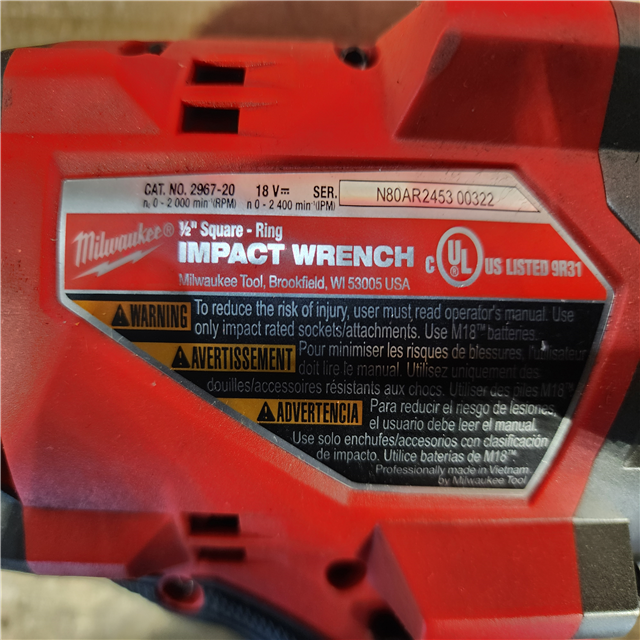 CAT. NO. 2967-20 18 V⎓ SER. N80AR2453 00322
n₀ 0 - 2 000 min⁻¹(RPM) n 0 - 2 400 min⁻¹(IPM)
Milwaukee® ½" Square - Ring
IMPACT WRENCH
Milwaukee Tool, Brookfield, WI 53005 USA
C UL ® US LISTED 9R31
WARNING To reduce the risk of injury, user must read operator's manual. Use
only impact rated sockets/attachments. Use M18™ batteries.
AVERTISSEMENT Pour minimiser les risques de blessures, l'utilisateur
doit lire le manuel. Utilisez uniquement des
douilles/accessoires résistants aux chocs. Utiliser des piles M18™.
ADVERTENCIA Para reducir el riesgo de lesiones,
el usuario debe leer el manual.
Use solo enchufes/accesorios con clasificación
de impacto. Utilice baterías de M18™.
Professionally made in Vietnam
by Milwaukee Tool